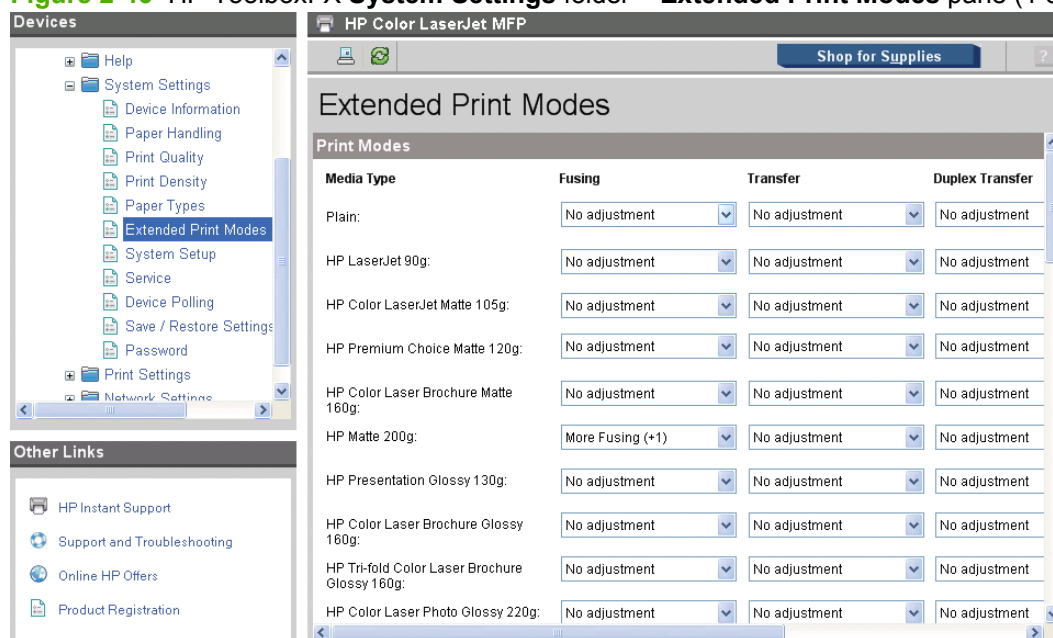 HP ToolboxFX System Settings folder – Extended Print Modes pane
Devices
Help
System Settings
Device Information
Paper Handling
Print Quality
Print Density
Paper Types
Extended Print Modes
System Setup
Service
Device Polling
Save / Restore Settings
Password
Print Settings
Network Settings
Other Links
HP Instant Support
Support and Troubleshooting
Online HP Offers
Product Registration
HP Color LaserJet MFP
Shop for Supplies
?
Extended Print Modes
Print Modes
Media Type Fusing Transfer Duplex Transfer
Plain: No adjustment No adjustment No adjustment
HP LaserJet 90g: No adjustment No adjustment No adjustment
HP Color LaserJet Matte 105g: No adjustment No adjustment No adjustment
HP Premium Choice Matte 120g: No adjustment No adjustment No adjustment
HP Color Laser Brochure Matte
160g: No adjustment No adjustment No adjustment
HP Matte 200g: More Fusing (+1) No adjustment No adjustment
HP Presentation Glossy 130g: No adjustment No adjustment No adjustment
HP Color Laser Brochure Glossy
160g: No adjustment No adjustment No adjustment
HP Tri-fold Color Laser Brochure
Glossy 160g: No adjustment No adjustment No adjustment
HP Color Laser Photo Glossy 220g: No adjustment No adjustment No adjustment